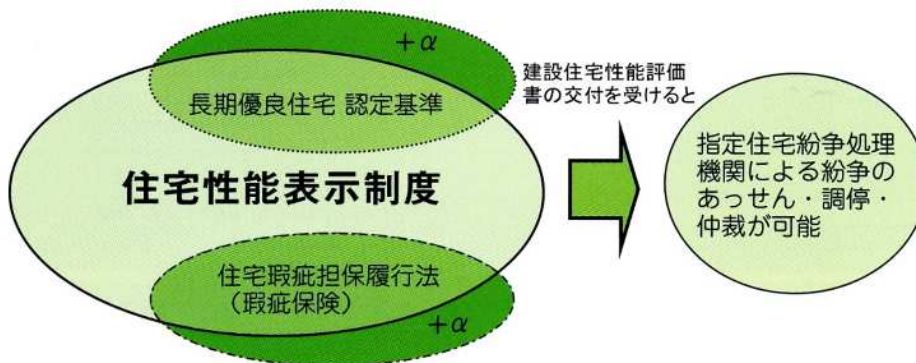 +α
長期優良住宅 認定基準
住宅性能表示制度
住宅瑕疵担保履行法
(瑕疵保険)
+α
建設住宅性能評価
書の交付を受けると
指定住宅紛争処理
機関による紛争の
あっせん・調停・
仲裁が可能